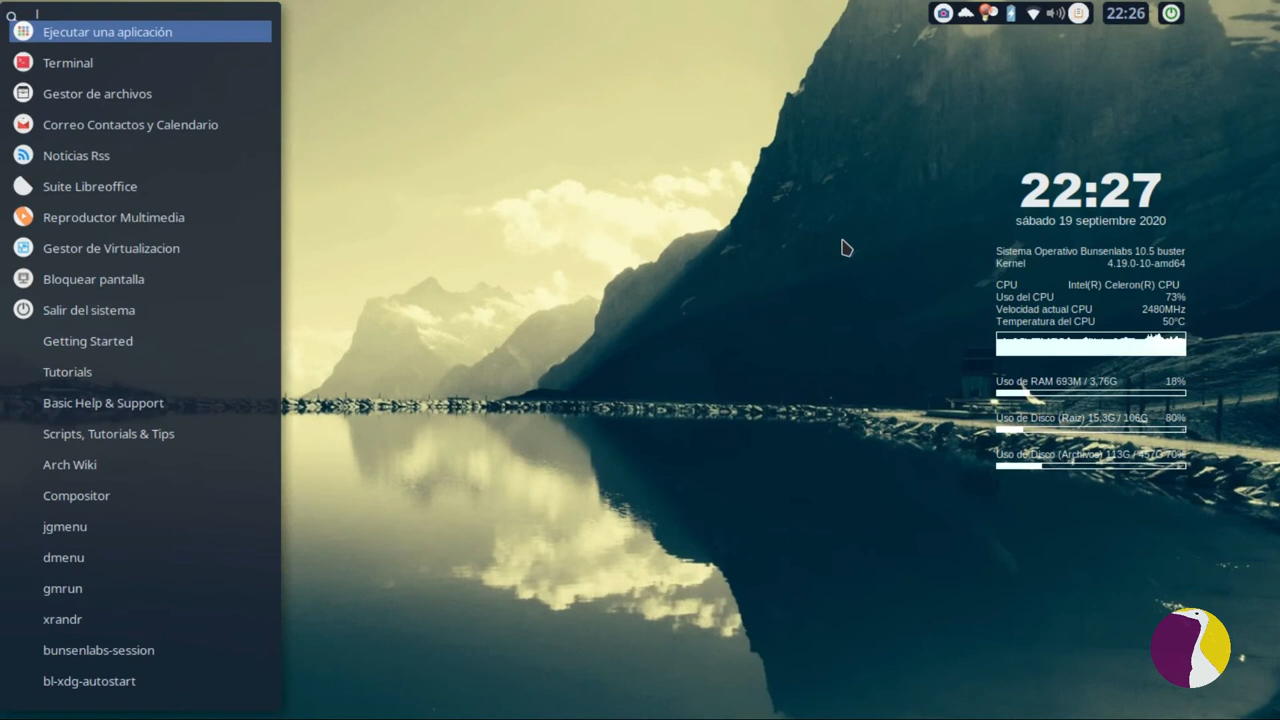 Ejecutar una aplicación
Terminal
Gestor de archivos
Correo Contactos y Calendario
Noticias Rss
Suite Libreoffice
Reproductor Multimedia
Gestor de Virtualizacion
Bloquear pantalla
Salir del sistema
Getting Started
Tutorials
Basic Help & Support
Scripts, Tutorials & Tips
Arch Wiki
Compositor
jgmenu
dmenu
gmrun
xrandr
bunsenlabs-session
bl-xdg-autostart
22:26
22:27
sábado 19 septiembre 2020
Sistema Operativo Bunsenlabs 10.5 buster
Kernel 4.19.0-10-amd64
CPU Intel(R) Celeron(R) CPU
Uso del CPU 73%
Velocidad actual CPU 2480MHz
Temperatura del CPU 50°C
Uso de RAM 693M / 3,76G 18%
Uso de Disco (Raiz) 15,3G / 106G 80%
Uso de Disco (Archivos) 113G / 457G 70%